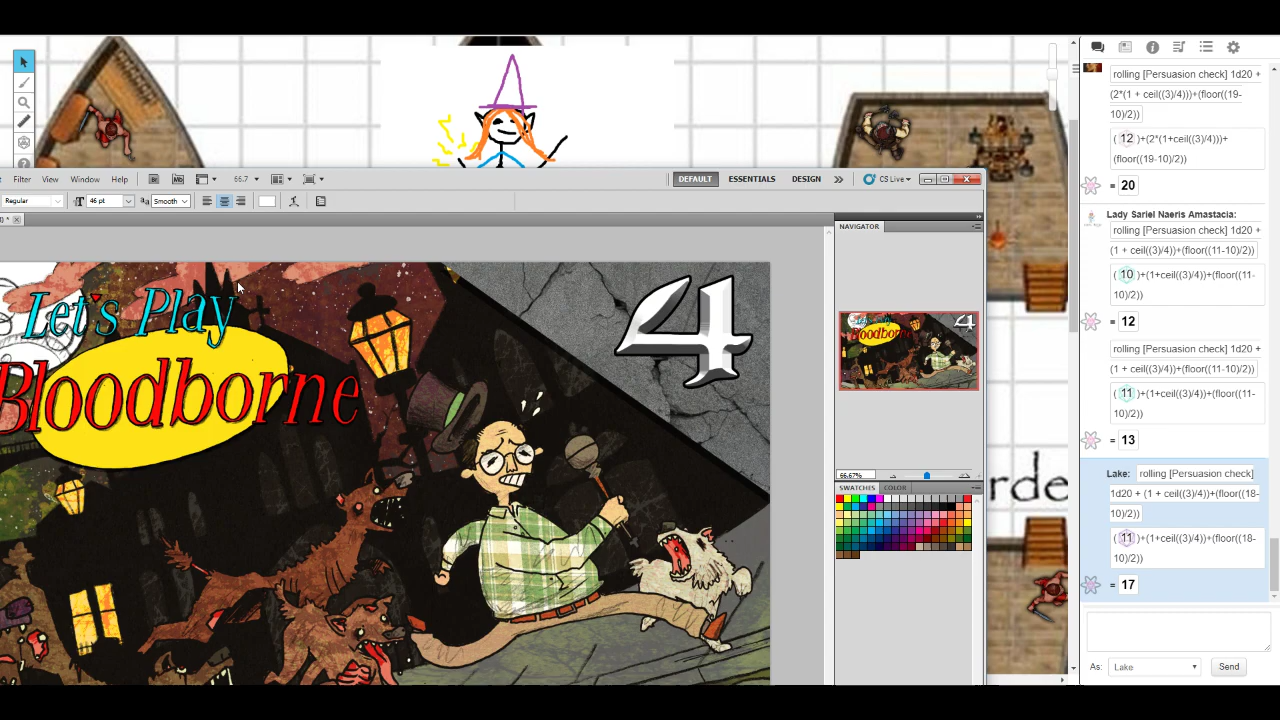 Filter View Window Help Br Mb 66.7 DEFAULT ESSENTIALS DESIGN CS Live
Regular 46 pt Smooth
NAVIGATOR
Let's Play
Bloodborne
4
66.67%
SWATCHES COLOR
rde
rolling [Persuasion check] 1d20 +
(2*(1 + ceil((3)/4)))+(floor((19-
10)/2))
( 12 )+(2*(1+ceil((3)/4))+
(floor((19-10)/2))
= 20
Lady Sariel Naeris Amastacia:
rolling [Persuasion check] 1d20 +
(1 + ceil((3)/4))+(floor((11-10)/2))
( 10 )+(1+ceil((3)/4))+(floor((11-
10)/2))
= 12
rolling [Persuasion check] 1d20 +
(1 + ceil((3)/4))+(floor((11-10)/2))
( 11 )+(1+ceil((3)/4))+(floor((11-
10)/2))
= 13
Lake: rolling [Persuasion check]
1d20 + (1 + ceil((3)/4))+(floor((18-
10)/2))
( 11 )+(1+ceil((3)/4))+(floor((18-
10)/2))
= 17
As: Lake Send